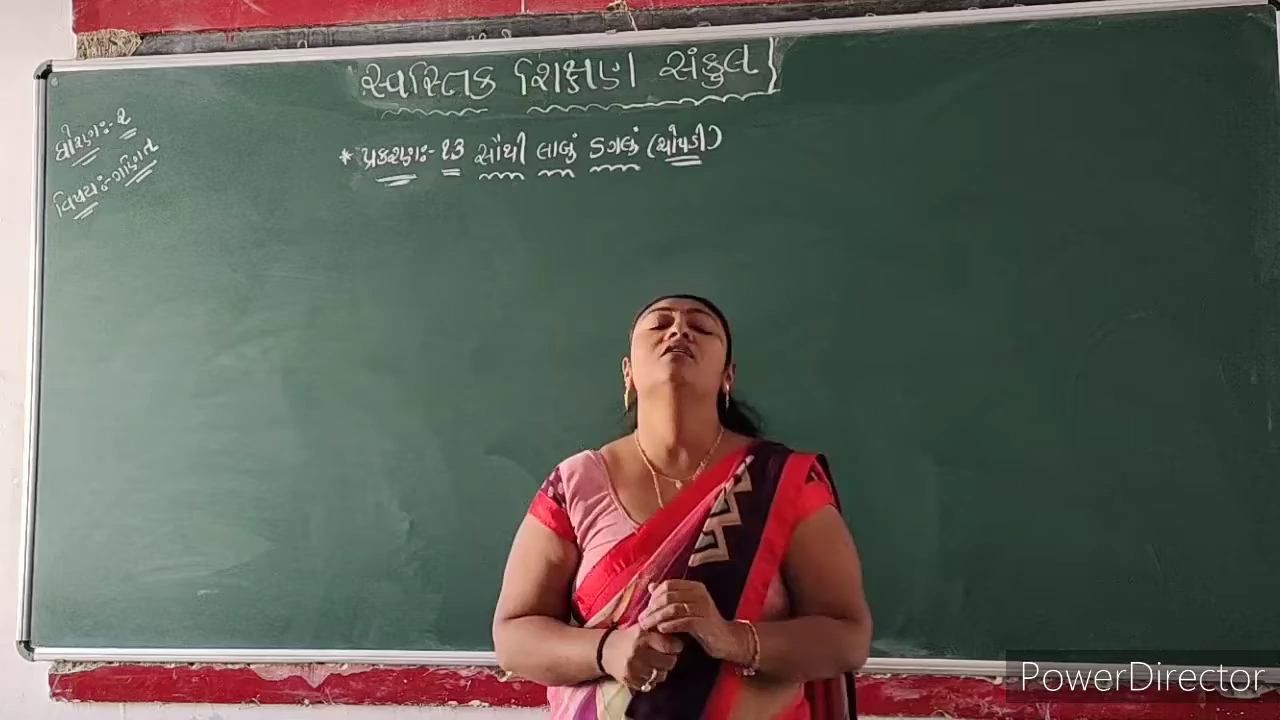 સ્વસ્તિક શિક્ષણ સંકુલ
ધોરણઃ- ૨
વિષયઃ- ગણિત
* પ્રકરણઃ- ૧૩ સૌથી લાબું ડગલું (ચોપડી)
PowerDirector